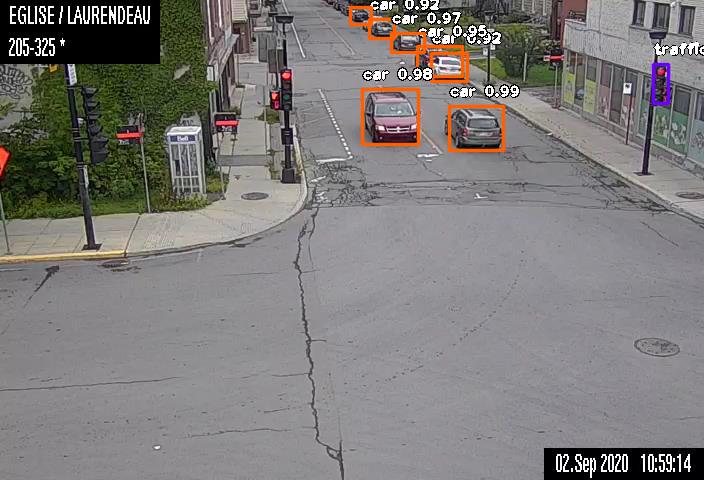 EGLISE / LAURENDEAU
205-325 *
car 0.92
car 0.97
car 0.95
car 0.92
car 0.98
car 0.99
traffic
Bell
02.Sep 2020 10:59:14